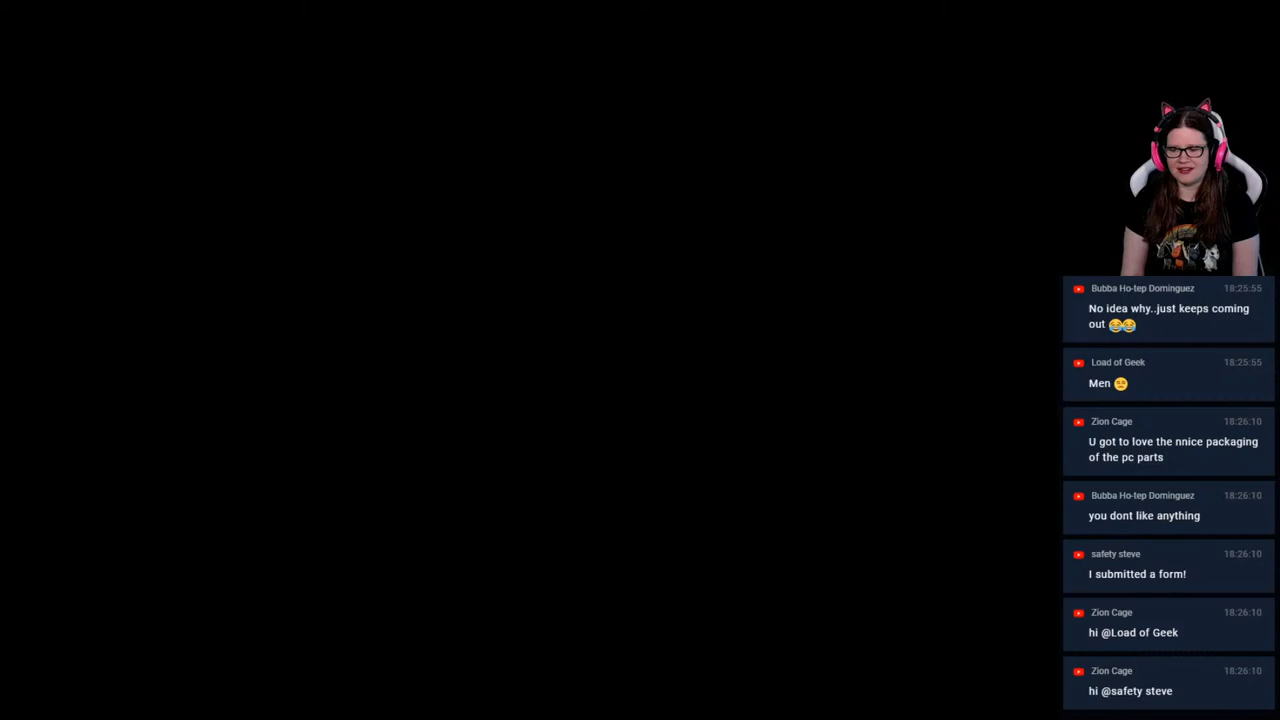 Bubba Ho-tep Dominguez 18:25:55
No idea why..just keeps coming
out 😂😂
Load of Geek 18:25:55
Men 😒
Zion Cage 18:26:10
U got to love the nnice packaging
of the pc parts
Bubba Ho-tep Dominguez 18:26:10
you dont like anything
safety steve 18:26:10
I submitted a form!
Zion Cage 18:26:10
hi @Load of Geek
Zion Cage 18:26:10
hi @safety steve